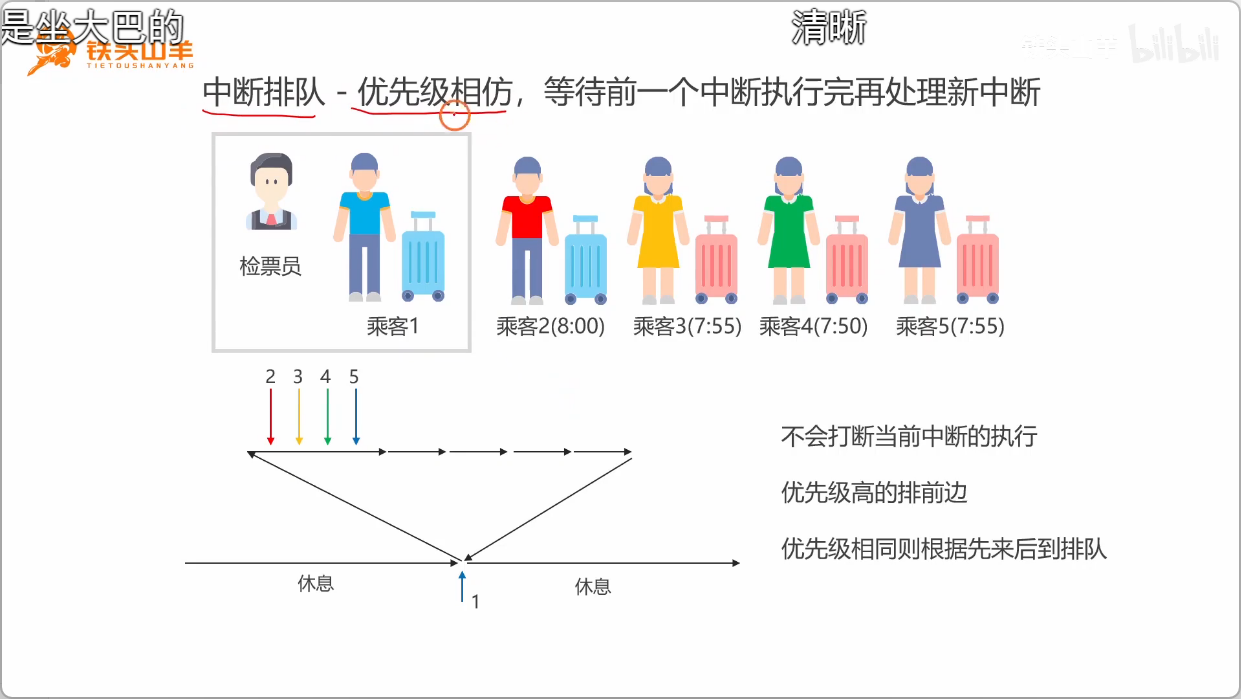 是坐大巴的
清晰
铁头山羊
TIETOUSHANYANG
bilibili
中断排队 - 优先级相仿，等待前一个中断执行完再处理新中断
检票员
乘客1
乘客2(8:00)
乘客3(7:55)
乘客4(7:50)
乘客5(7:55)
2 3 4 5
不会打断当前中断的执行
优先级高的排前边
优先级相同则根据先来后到排队
休息
1
休息